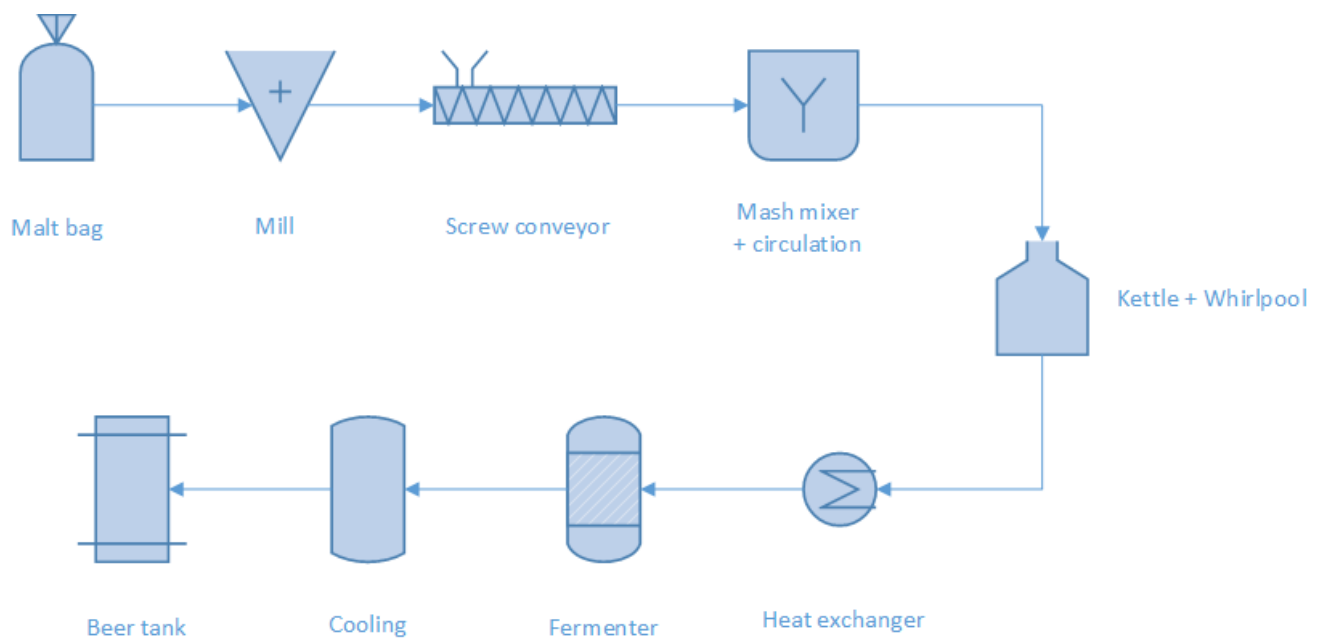 Malt bag
Mill
Screw conveyor
Mash mixer
+ circulation
Kettle + Whirlpool
Beer tank
Cooling
Fermenter
Heat exchanger